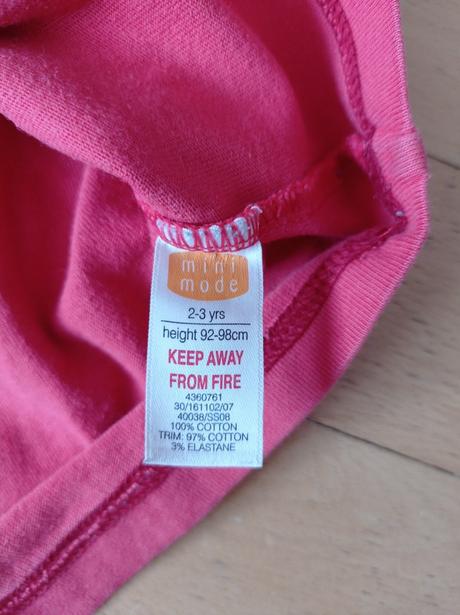 mini
mode
2-3 yrs
height 92-98cm
KEEP AWAY
FROM FIRE
4360761
30/161102/07
40038/SS08
100% COTTON
TRIM: 97% COTTON
3% ELASTANE